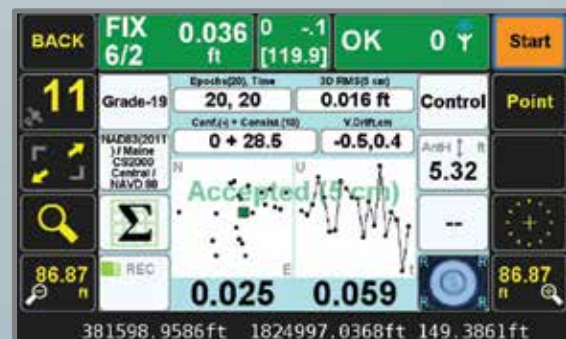 BACK
FIX 0.036
6/2 ft
0 -.1
[119.9]
OK 0
Start
11
Grade-19
Epochs(20), Time
20, 20
3D RMS(5 cm)
0.016 ft
Control
Point
NAD83(2011
) / Maine
CS2000
Central /
NAVD 88
Conf.(-) + Consist.(10)
0 + 28.5
V.Drift,cm
-0.5,0.4
AntH ft
5.32
N
U
Accepted (5 cm)
Σ
--
E
t
REC
R R
R R
86.87
ft
0.025
0.059
86.87
ft
381598.9586ft 1824997.0368ft 149.3861ft